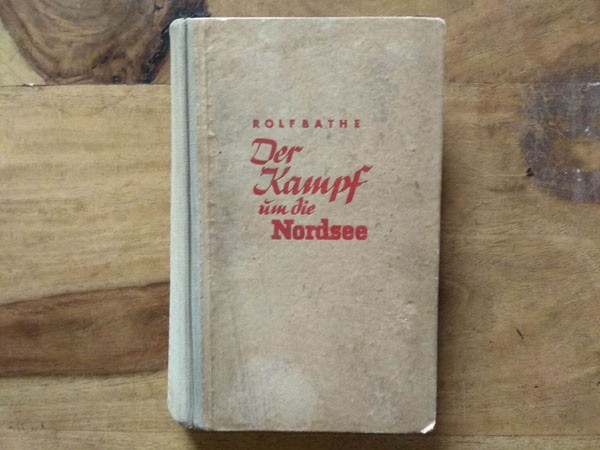 ROLF BATHE
Der
Kampf
um die
Nordsee